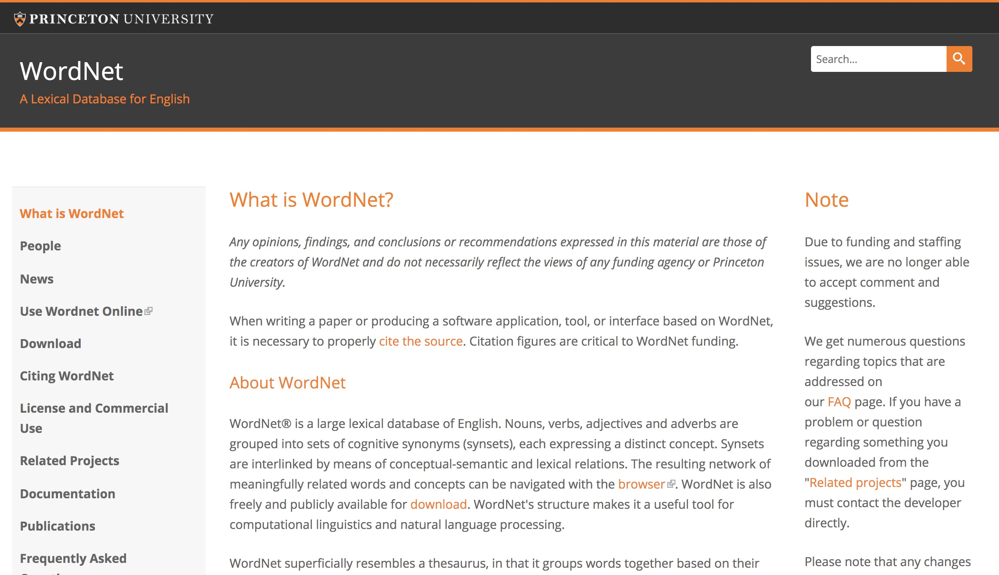 PRINCETON UNIVERSITY
WordNet
A Lexical Database for English
Search...
What is WordNet
People
News
Use Wordnet Online
Download
Citing WordNet
License and Commercial
Use
Related Projects
Documentation
Publications
Frequently Asked
What is WordNet?
Any opinions, findings, and conclusions or recommendations expressed in this material are those of
the creators of WordNet and do not necessarily reflect the views of any funding agency or Princeton
University.
When writing a paper or producing a software application, tool, or interface based on WordNet,
it is necessary to properly cite the source. Citation figures are critical to WordNet funding.
About WordNet
WordNet® is a large lexical database of English. Nouns, verbs, adjectives and adverbs are
grouped into sets of cognitive synonyms (synsets), each expressing a distinct concept. Synsets
are interlinked by means of conceptual-semantic and lexical relations. The resulting network of
meaningfully related words and concepts can be navigated with the browser. WordNet is also
freely and publicly available for download. WordNet's structure makes it a useful tool for
computational linguistics and natural language processing.
WordNet superficially resembles a thesaurus, in that it groups words together based on their
Note
Due to funding and staffing
issues, we are no longer able
to accept comment and
suggestions.
We get numerous questions
regarding topics that are
addressed on
our FAQ page. If you have a
problem or question
regarding something you
downloaded from the
"Related projects" page, you
must contact the developer
directly.
Please note that any changes